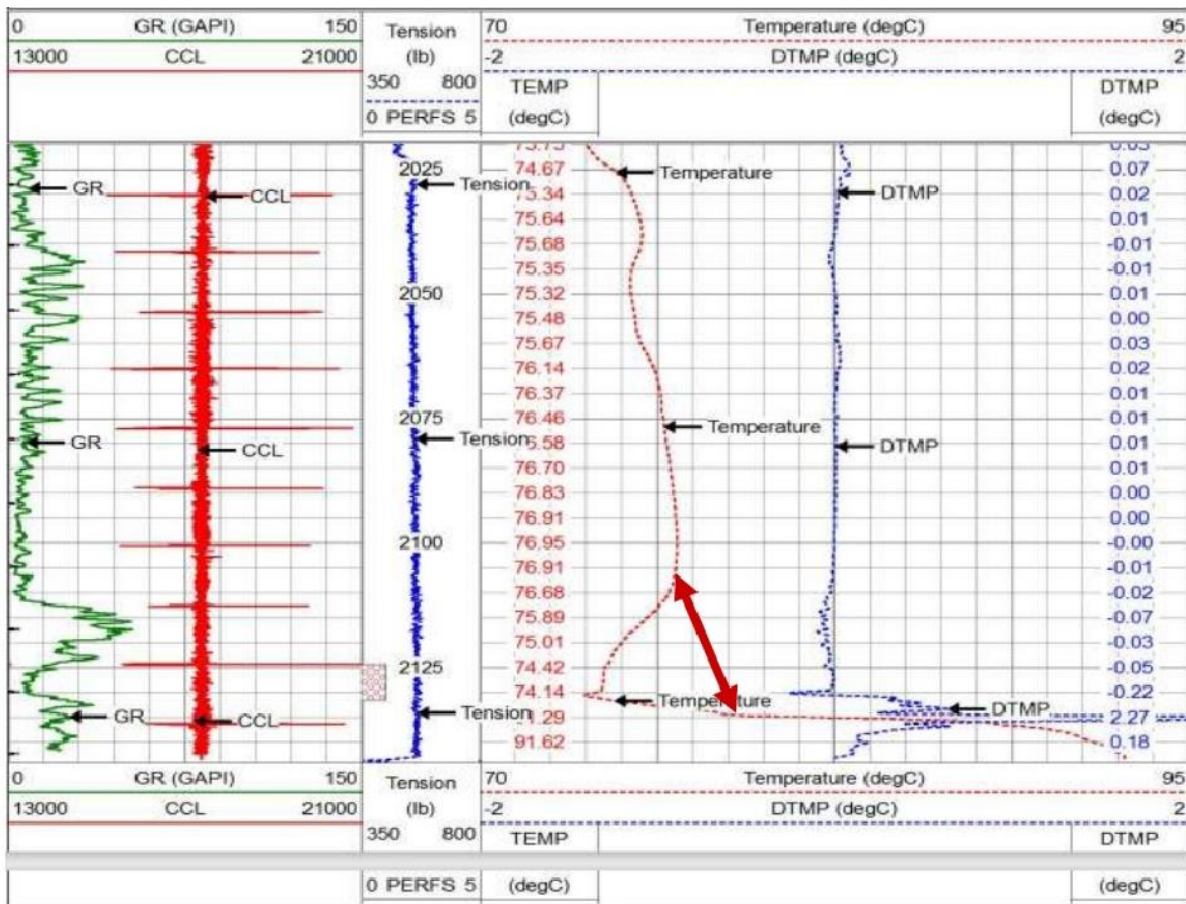 0 GR (GAPI) 150
13000 CCL 21000
Tension
(lb)
350 800
0 PERFS 5
70 Temperature (degC) 95
-2 DTMP (degC) 2
TEMP
(degC)
DTMP
(degC)
2025
2050
2075
2100
2125
GR
CCL
Tension
Temperature
DTMP
GR
CCL
Tension
Temperature
DTMP
GR
CCL
Tension
Temperature
DTMP
74.67
75.34
75.64
75.68
75.35
75.32
75.48
75.67
76.14
76.37
76.46
76.58
76.70
76.83
76.91
76.95
76.91
76.68
75.89
75.01
74.42
74.14
91.62
0.07
0.02
0.01
-0.01
-0.01
0.01
0.00
0.03
0.02
0.01
0.01
0.01
0.01
0.00
0.00
-0.00
-0.01
-0.02
-0.07
-0.03
-0.05
-0.22
2.27
0.18
0 GR (GAPI) 150
13000 CCL 21000
Tension
(lb)
350 800
0 PERFS 5
70 Temperature (degC) 95
-2 DTMP (degC) 2
TEMP
(degC)
DTMP
(degC)